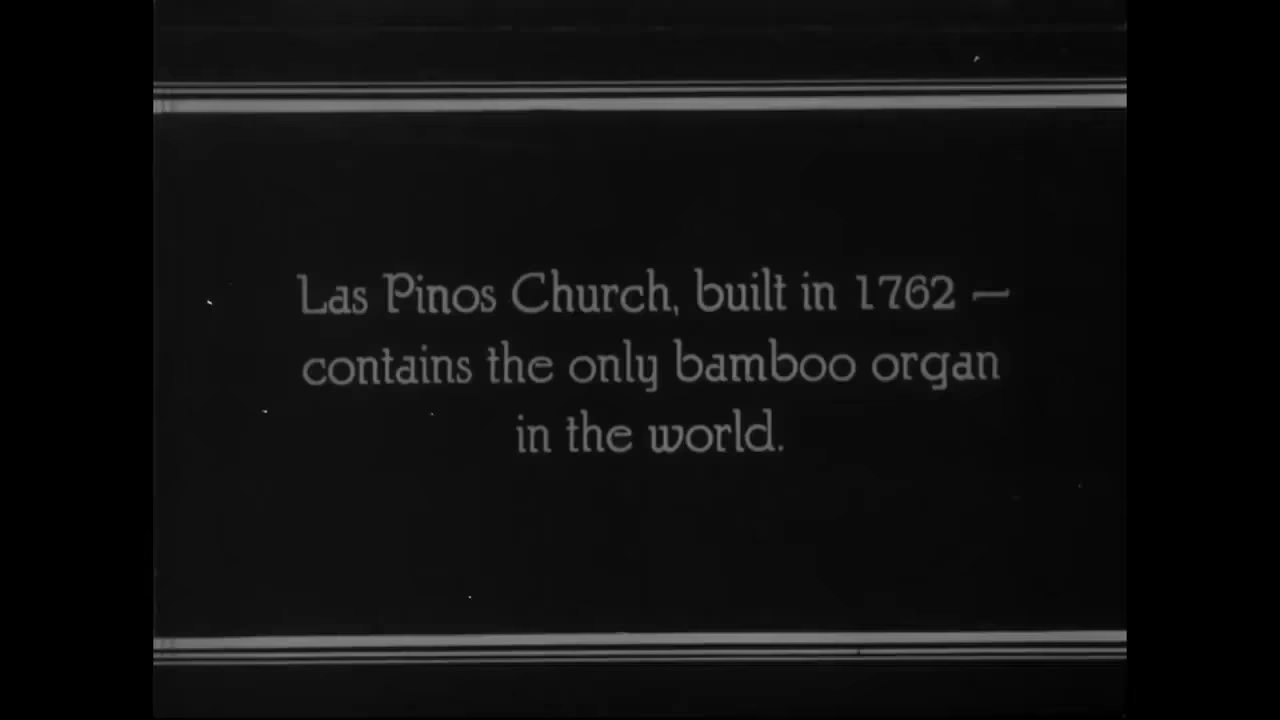 Las Pinos Church, built in 1762 —
contains the only bamboo organ
in the world.